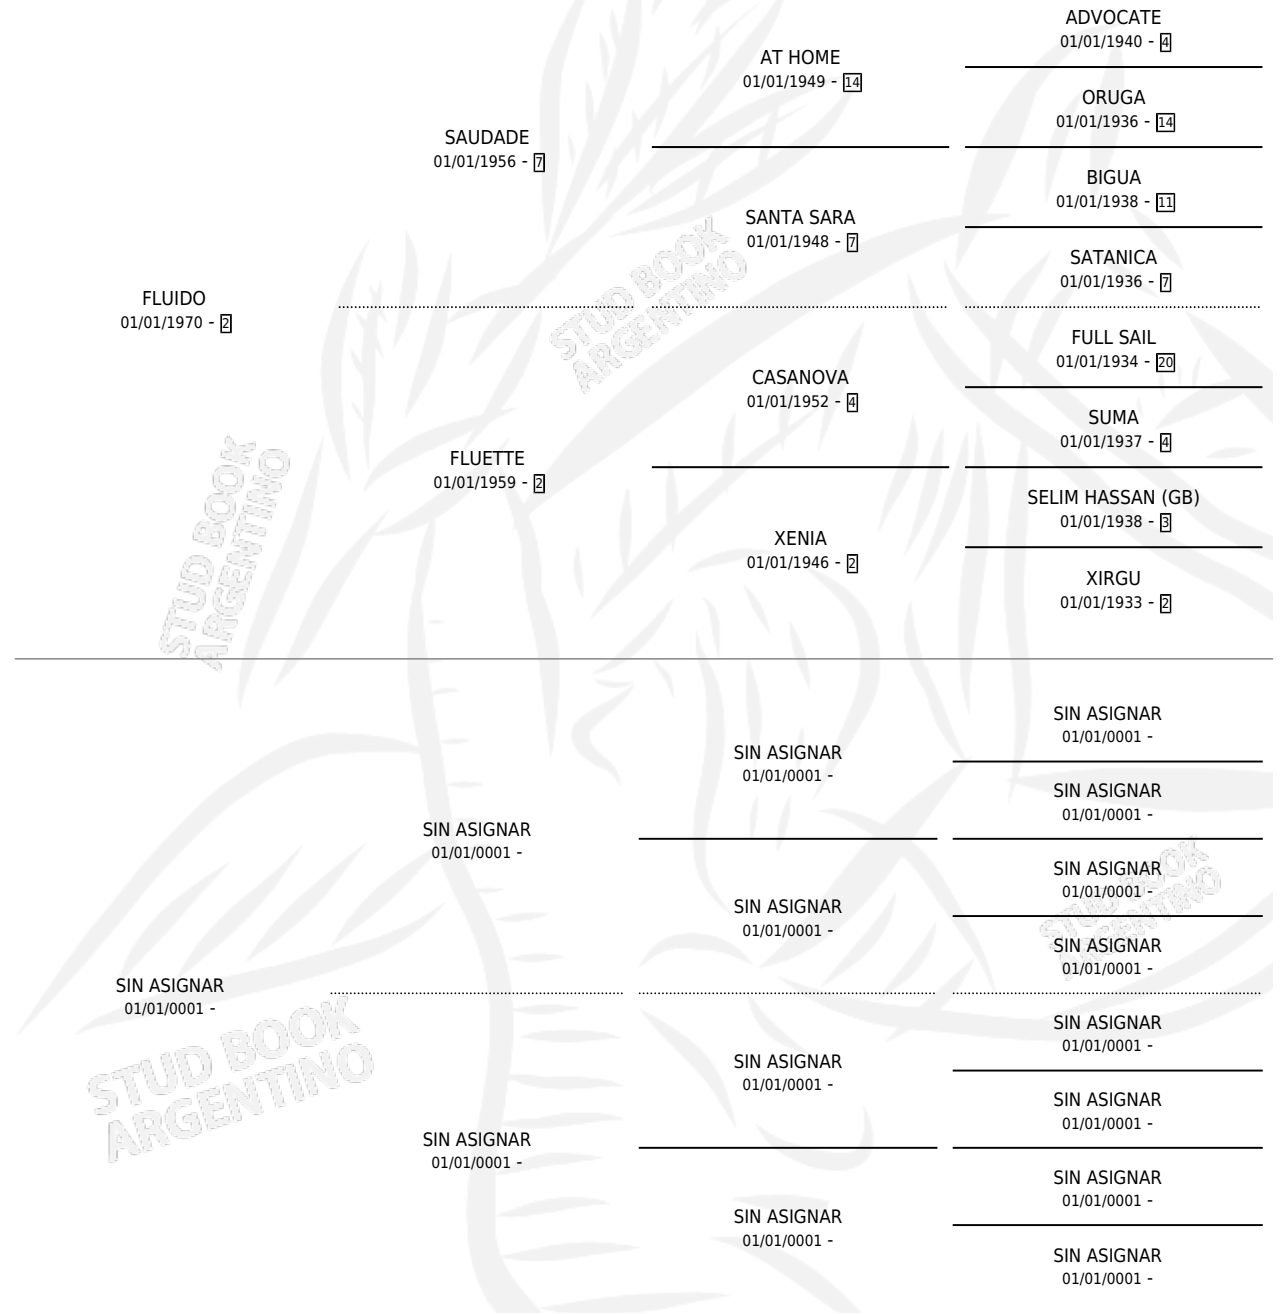 ADVOCATE
01/01/1940 - 4
AT HOME
01/01/1949 - 14
ORUGA
01/01/1936 - 14
SAUDADE
01/01/1956 - 7
BIGUA
01/01/1938 - 11
SANTA SARA
01/01/1948 - 7
SATANICA
01/01/1936 - 7
FLUIDO
01/01/1970 - 2
STUD BOOK
ARGENTINO
FULL SAIL
01/01/1934 - 20
CASANOVA
01/01/1952 - 4
SUMA
01/01/1937 - 4
FLUETTE
01/01/1959 - 2
SELIM HASSAN (GB)
01/01/1938 - 3
XENIA
01/01/1946 - 2
XIRGU
01/01/1933 - 2
STUD BOOK
ARGENTINO
SIN ASIGNAR
01/01/0001 -
SIN ASIGNAR
01/01/0001 -
SIN ASIGNAR
01/01/0001 -
SIN ASIGNAR
01/01/0001 -
SIN ASIGNAR
01/01/0001 -
SIN ASIGNAR
01/01/0001 -
SIN ASIGNAR
01/01/0001 -
STUD BOOK
ARGENTINO
SIN ASIGNAR
01/01/0001 -
SIN ASIGNAR
01/01/0001 -
SIN ASIGNAR
01/01/0001 -
SIN ASIGNAR
01/01/0001 -
SIN ASIGNAR
01/01/0001 -
SIN ASIGNAR
01/01/0001 -
SIN ASIGNAR
01/01/0001 -
SIN ASIGNAR
01/01/0001 -
STUD BOOK
ARGENTINO